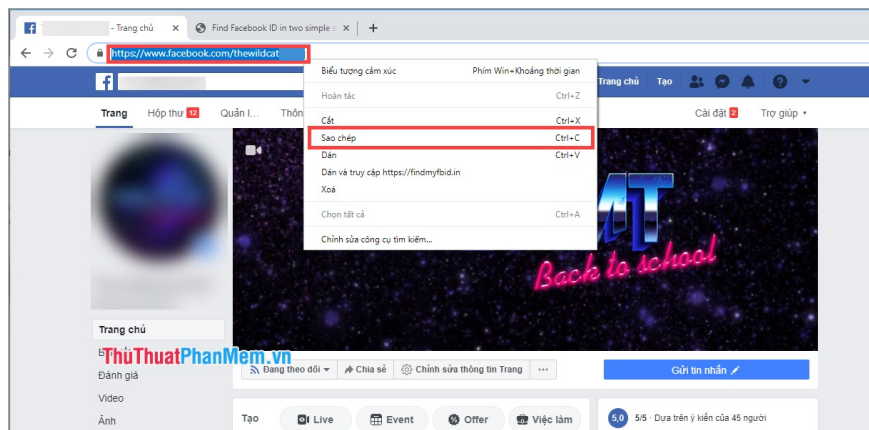 - Trang chủ
Find Facebook ID in two simple s
https://www.facebook.com/thewildcat
Biểu tượng cảm xúc Phím Win+Khoảng thời gian
Hoàn tác Ctrl+Z
Cắt Ctrl+X
Sao chép Ctrl+C
Dán Ctrl+V
Dán và truy cập https://findmyfbid.in
Xoá
Chọn tất cả Ctrl+A
Chỉnh sửa công cụ tìm kiếm...
Trang chủ Tạo
Trang Hộp thư 12 Quản l... Thôn
Cài đặt 2 Trợ giúp
MT
Back to school
Trang chủ
ThuThuatPhanMem.vn
Đánh giá
Video
Ảnh
Đang theo dõi Chia sẻ Chỉnh sửa thông tin Trang ...
Gửi tin nhắn
Tạo Live Event Offer Việc làm
5,0 5/5 · Dựa trên ý kiến của 45 người